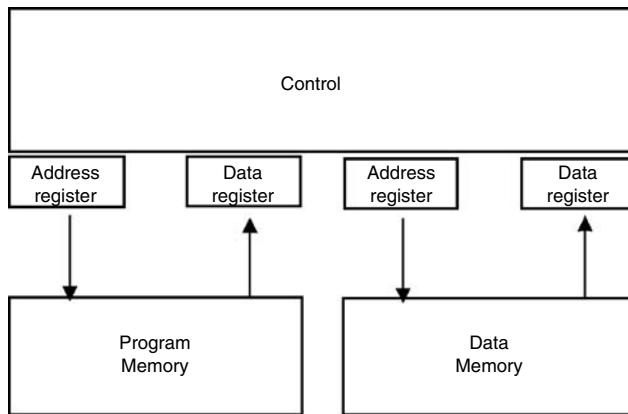 Control
Address
register
Data
register
Address
register
Data
register
Program
Memory
Data
Memory